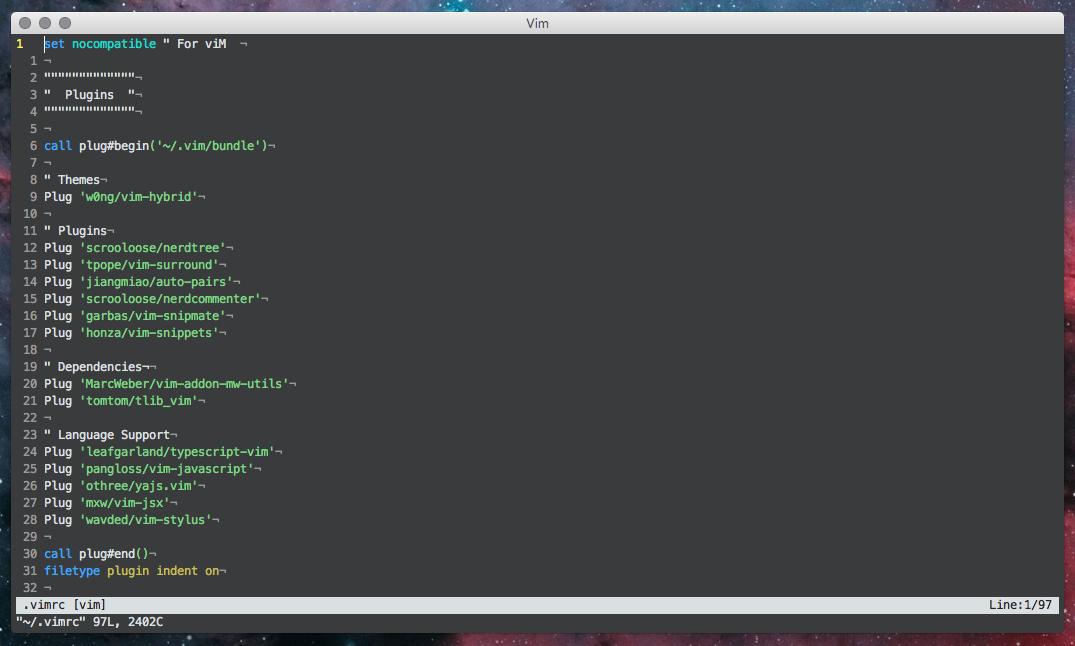 Vim
1 set nocompatible " For viM ¬
1 ¬
2 """""""""""""¬
3 "  Plugins  "¬
4 """""""""""""¬
5 ¬
6 call plug#begin('~/.vim/bundle')¬
7 ¬
8 " Themes¬
9 Plug 'w0ng/vim-hybrid'¬
10 ¬
11 " Plugins¬
12 Plug 'scrooloose/nerdtree'¬
13 Plug 'tpope/vim-surround'¬
14 Plug 'jiangmiao/auto-pairs'¬
15 Plug 'scrooloose/nerdcommenter'¬
16 Plug 'garbas/vim-snipmate'¬
17 Plug 'honza/vim-snippets'¬
18 ¬
19 " Dependencies¬¬
20 Plug 'MarcWeber/vim-addon-mw-utils'¬
21 Plug 'tomtom/tlib_vim'¬
22 ¬
23 " Language Support¬
24 Plug 'leafgarland/typescript-vim'¬
25 Plug 'pangloss/vim-javascript'¬
26 Plug 'othree/yajs.vim'¬
27 Plug 'mxw/vim-jsx'¬
28 Plug 'wavded/vim-stylus'¬
29 ¬
30 call plug#end()¬
31 filetype plugin indent on¬
32 ¬
.vimrc [vim] Line:1/97
"~/.vimrc" 97L, 2402C